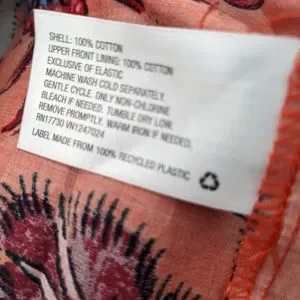 SHELL: 100% COTTON
UPPER FRONT LINING: 100% COTTON
EXCLUSIVE OF ELASTIC
MACHINE WASH COLD SEPARATELY.
GENTLE CYCLE. ONLY NON-CHLORINE.
BLEACH IF NEEDED. TUMBLE DRY LOW.
REMOVE PROMPTLY. WARM IRON IF NEEDED.
RN17730 VN1247024
LABEL MADE FROM 100% RECYCLED PLASTIC